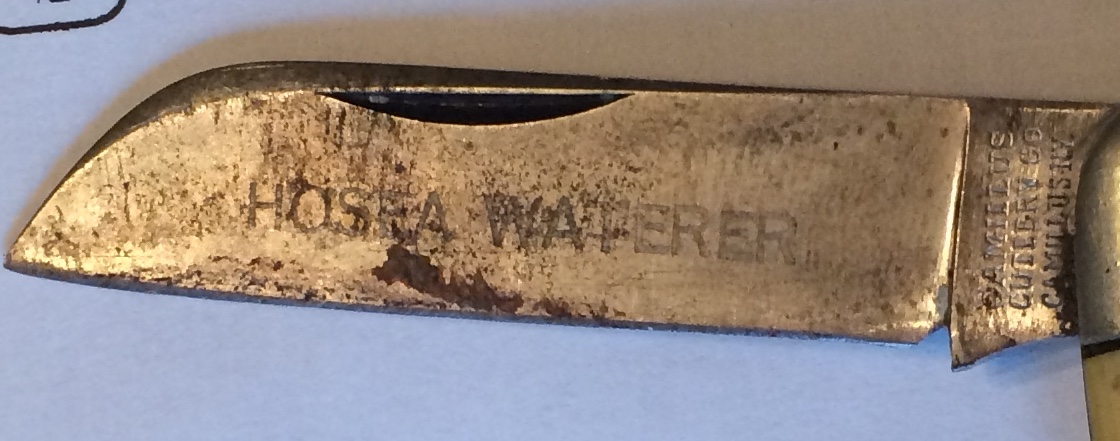 HOSEA WATERER
CAMILLUS
CUTLERY CO
CAMILLUS N.Y.